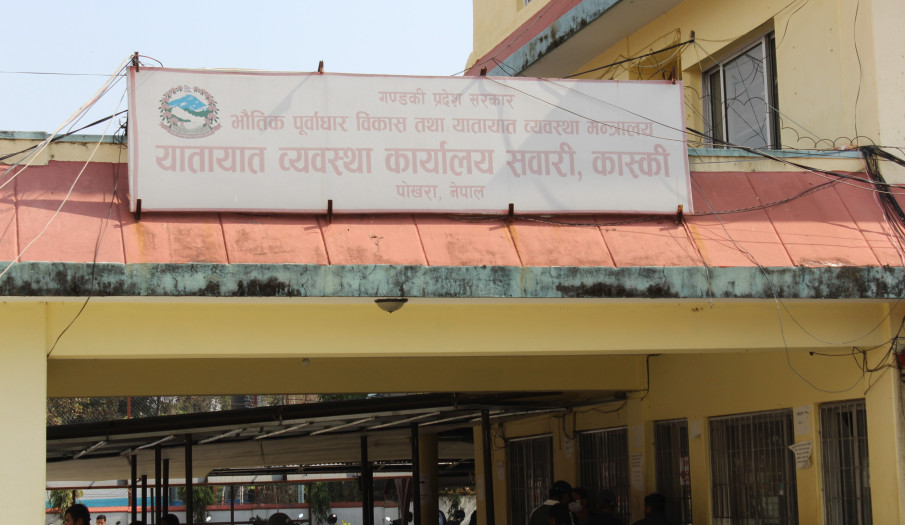 गण्डकी प्रदेश सरकार
भौतिक पूर्वाधार विकास तथा यातायात व्यवस्था मन्त्रालय
यातायात व्यवस्था कार्यालय सवारी, कास्की
पोखरा, नेपाल